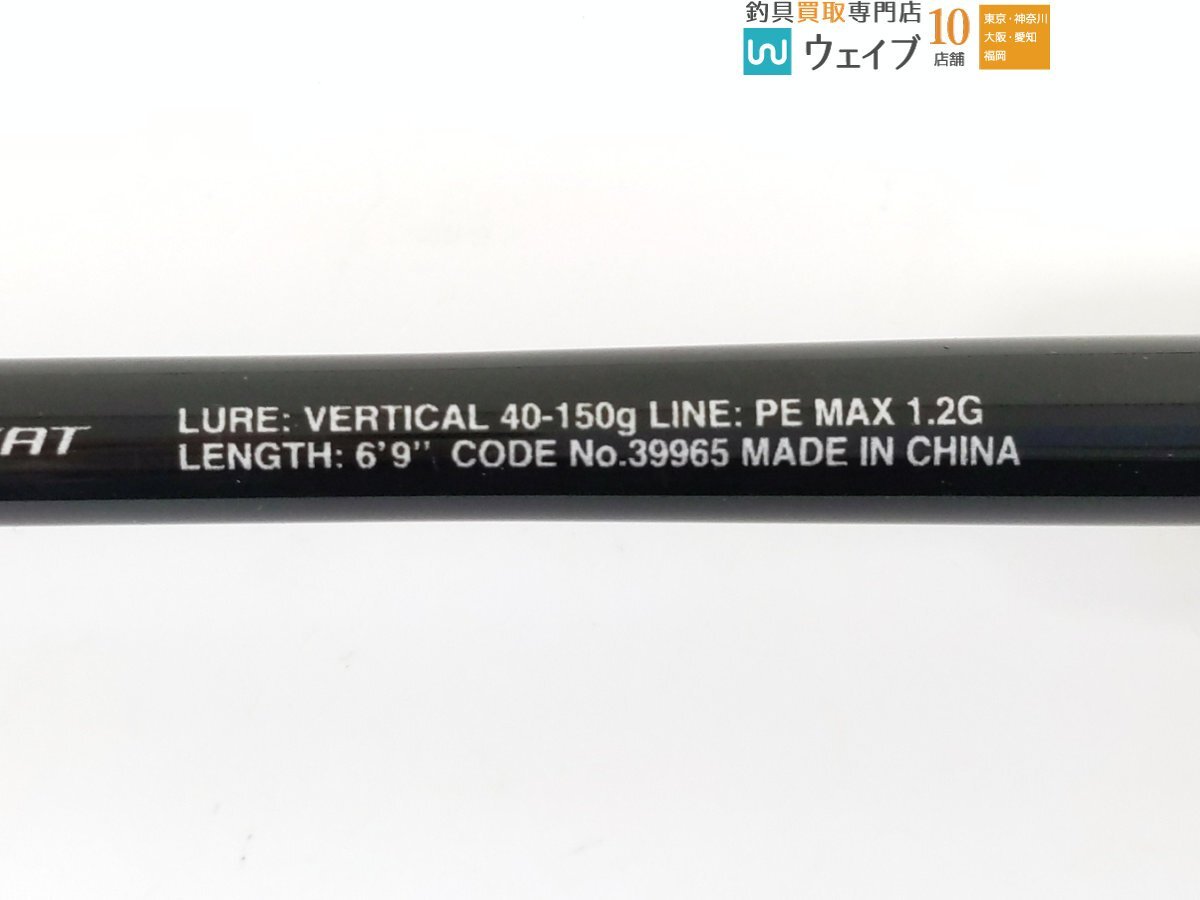 釣具買取専門店
ウェイブ
10
店舗
東京・神奈川
大阪・愛知
福岡
LURE: VERTICAL 40-150g LINE: PE MAX 1.2G
LENGTH: 6'9" CODE No.39965 MADE IN CHINA